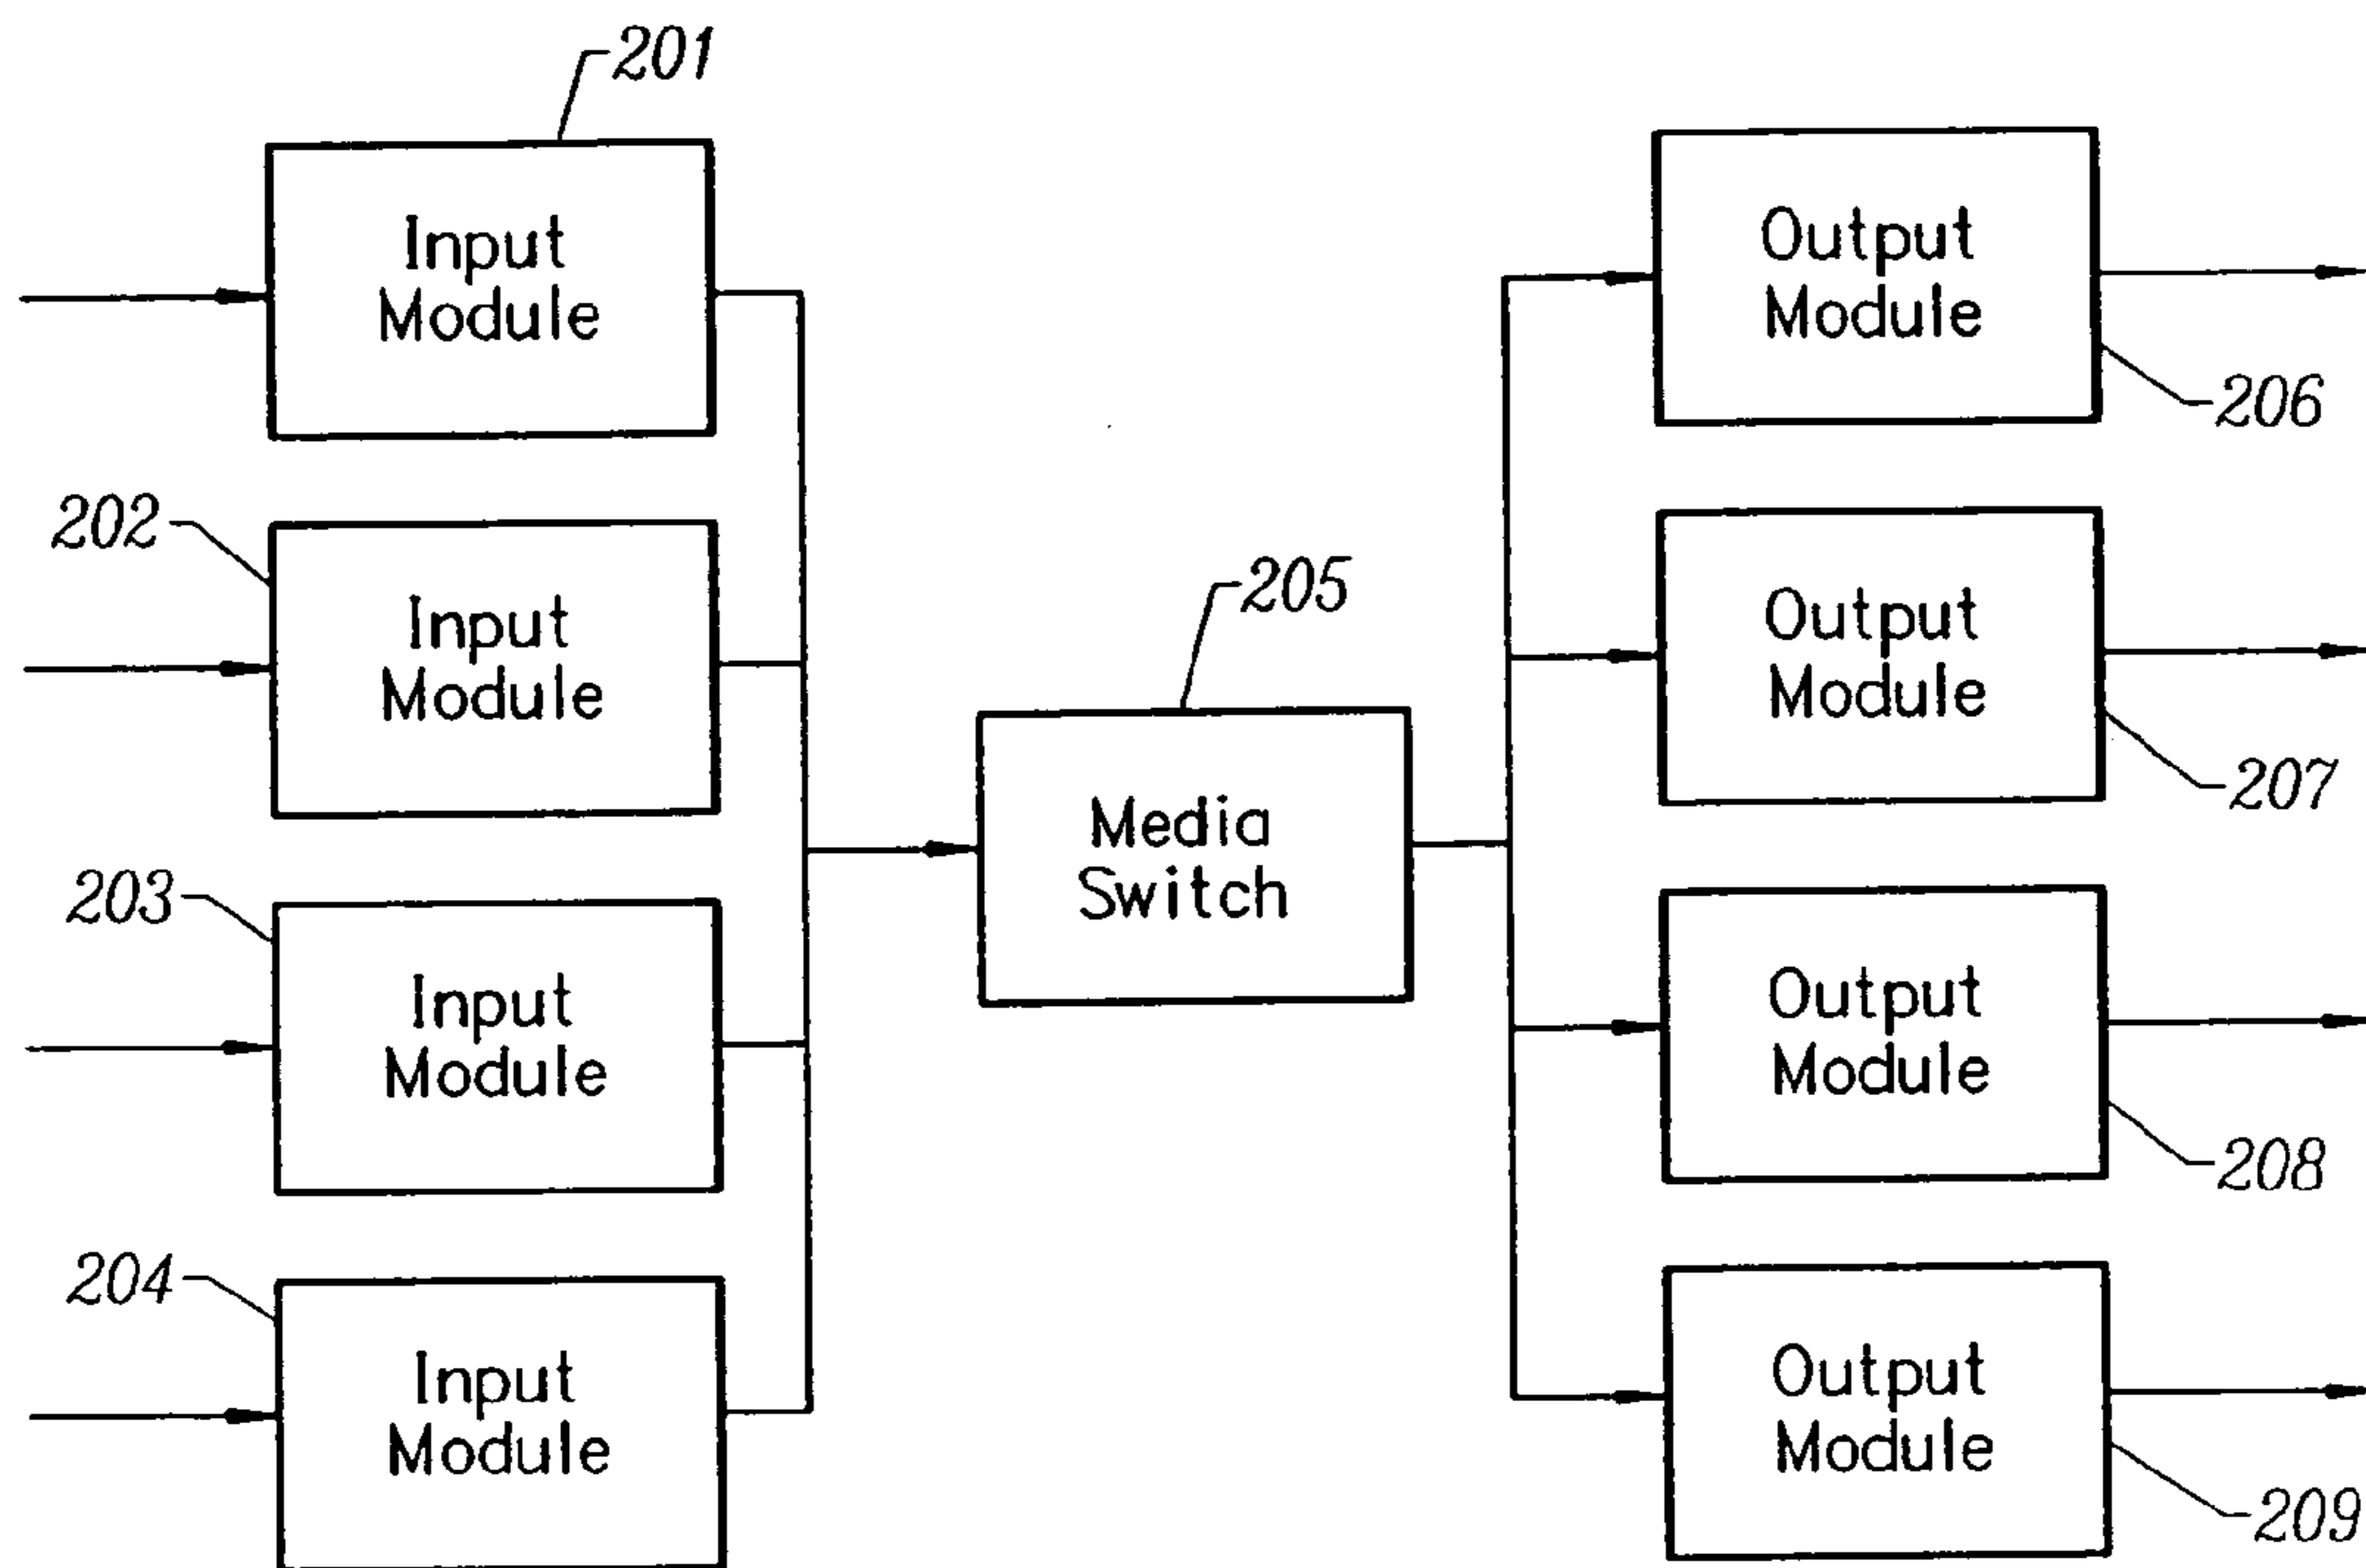 201
Input
Module
202
Input
Module
203
Input
Module
204
Input
Module
205
Media
Switch
Output
Module
206
Output
Module
207
Output
Module
208
Output
Module
209